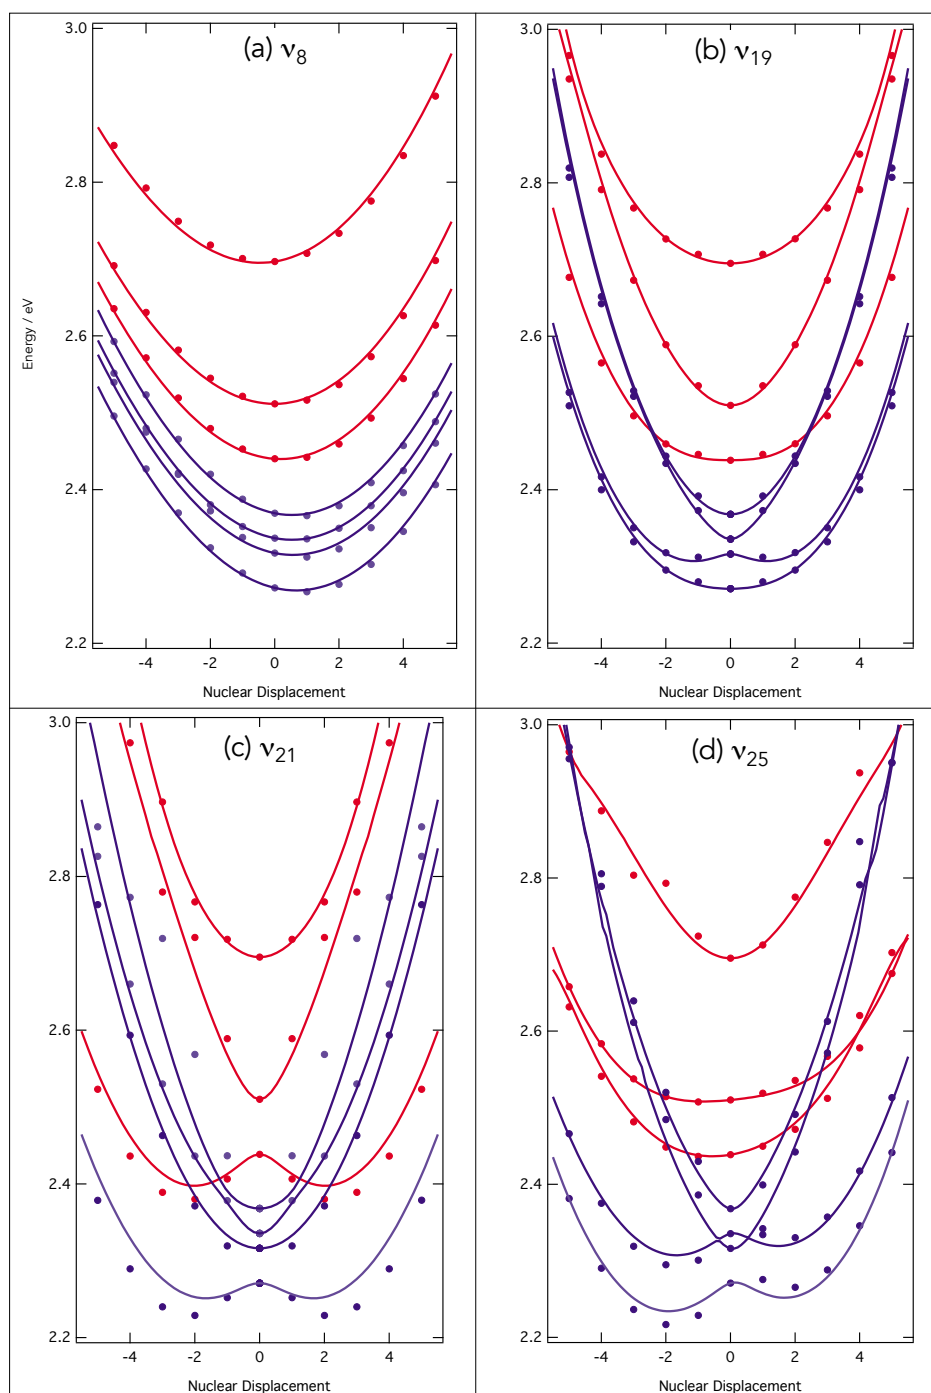 (a) ν8
3.0
2.8
2.6
2.4
2.2
Energy / eV
-4 -2 0 2 4
Nuclear Displacement
(b) ν19
3.0
2.8
2.6
2.4
2.2
-4 -2 0 2 4
Nuclear Displacement
(c) ν21
3.0
2.8
2.6
2.4
2.2
-4 -2 0 2 4
Nuclear Displacement
(d) ν25
3.0
2.8
2.6
2.4
2.2
-4 -2 0 2 4
Nuclear Displacement